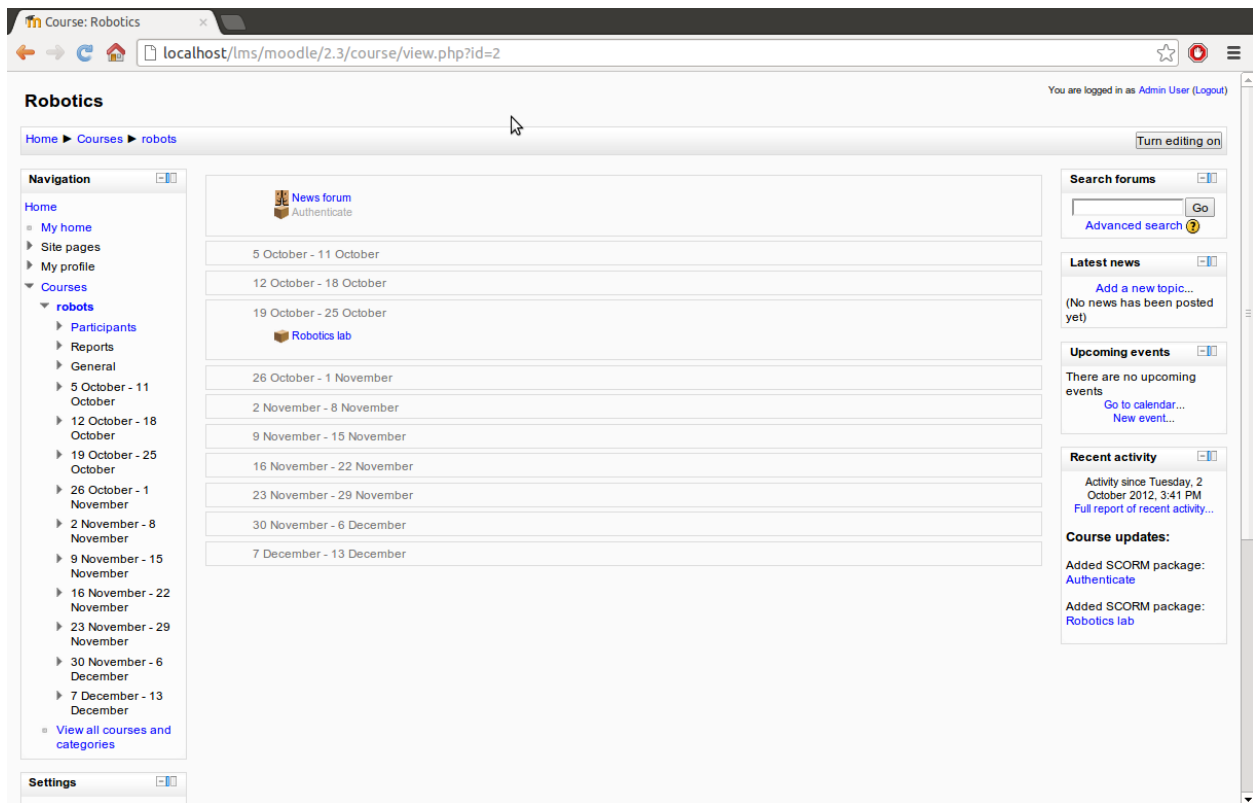 Course: Robotics
localhost/lms/moodle/2.3/course/view.php?id=2
Robotics
You are logged in as Admin User (Logout)
Home ► Courses ► robots
Turn editing on
Navigation
Home
My home
Site pages
My profile
Courses
robots
Participants
Reports
General
5 October - 11
October
12 October - 18
October
19 October - 25
October
26 October - 1
November
2 November - 8
November
9 November - 15
November
16 November - 22
November
23 November - 29
November
30 November - 6
December
7 December - 13
December
View all courses and
categories
Settings
News forum
Authenticate
5 October - 11 October
12 October - 18 October
19 October - 25 October
Robotics lab
26 October - 1 November
2 November - 8 November
9 November - 15 November
16 November - 22 November
23 November - 29 November
30 November - 6 December
7 December - 13 December
Search forums
Go
Advanced search ?
Latest news
Add a new topic...
(No news has been posted
yet)
Upcoming events
There are no upcoming
events
Go to calendar...
New event...
Recent activity
Activity since Tuesday, 2
October 2012, 3:41 PM
Full report of recent activity...
Course updates:
Added SCORM package:
Authenticate
Added SCORM package:
Robotics lab